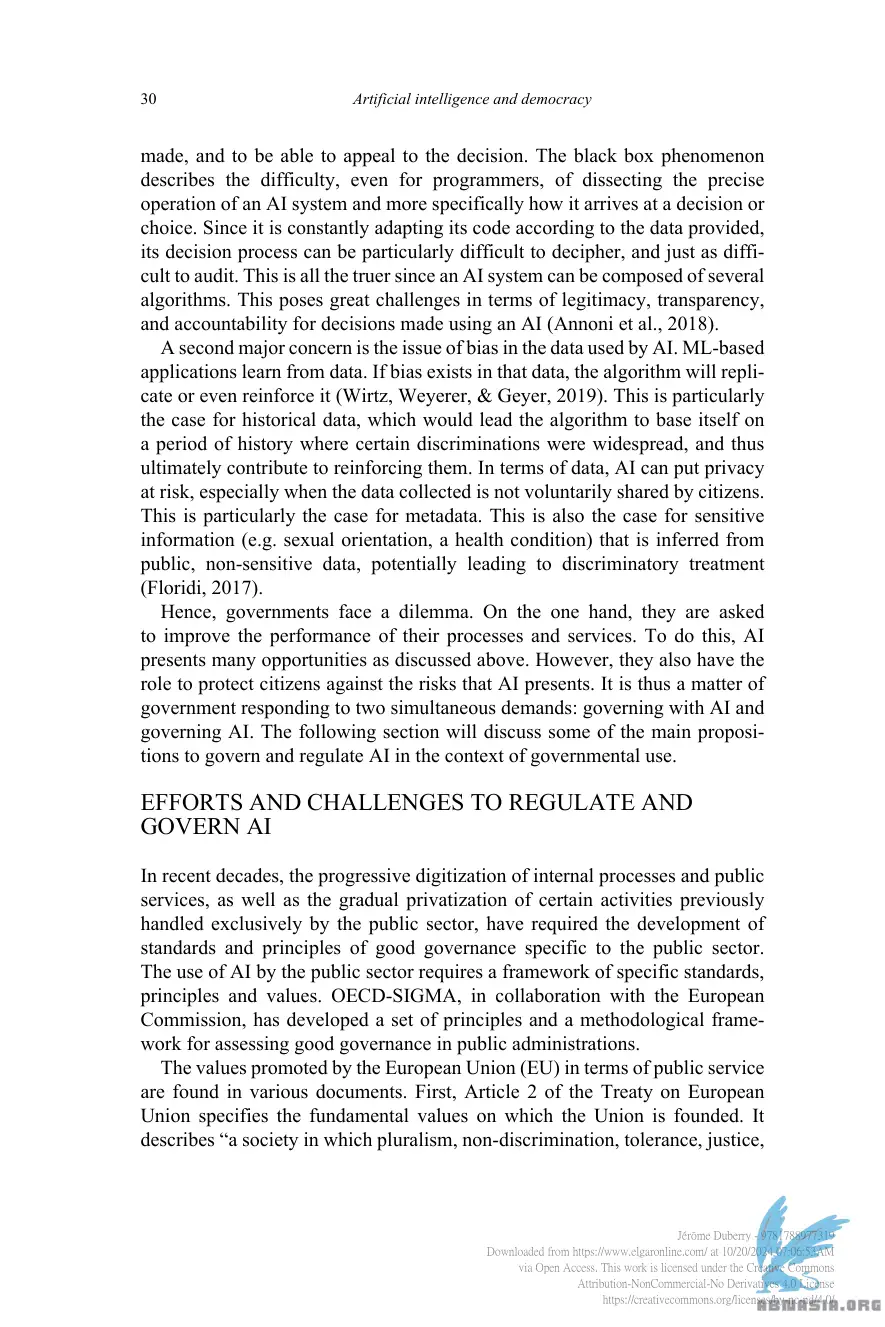 30
Artificial intelligence and democracy
made, and to be able to appeal to the decision. The black box phenomenon
describes the difficulty, even for programmers, of dissecting the precise
operation of an AI system and more specifically how it arrives at a decision or
choice. Since it is constantly adapting its code according to the data provided,
its decision process can be particularly difficult to decipher, and just as diffi-
cult to audit. This is all the truer since an AI system can be composed of several
algorithms. This poses great challenges in terms of legitimacy, transparency,
and accountability for decisions made using an AI (Annoni et al., 2018).
A second major concern is the issue of bias in the data used by AI. ML-based
applications learn from data. If bias exists in that data, the algorithm will repli-
cate or even reinforce it (Wirtz, Weyerer, & Geyer, 2019). This is particularly
the case for historical data, which would lead the algorithm to base itself on
a period of history where certain discriminations were widespread, and thus
ultimately contribute to reinforcing them. In terms of data, AI can put privacy
at risk, especially when the data collected is not voluntarily shared by citizens.
This is particularly the case for metadata. This is also the case for sensitive
information (e.g. sexual orientation, a health condition) that is inferred from
public, non-sensitive data, potentially leading to discriminatory treatment
(Floridi, 2017).
Hence, governments face a dilemma. On the one hand, they are asked
to improve the performance of their processes and services. To do this, AI
presents many opportunities as discussed above. However, they also have the
role to protect citizens against the risks that AI presents. It is thus a matter of
government responding to two simultaneous demands: governing with AI and
governing AI. The following section will discuss some of the main proposi-
tions to govern and regulate AI in the context of governmental use.
EFFORTS AND CHALLENGES TO REGULATE AND
GOVERN AI
In recent decades, the progressive digitization of internal processes and public
services, as well as the gradual privatization of certain activities previously
handled exclusively by the public sector, have required the development of
standards and principles of good governance specific to the public sector.
The use of AI by the public sector requires a framework of specific standards,
principles and values. OECD-SIGMA, in collaboration with the European
Commission, has developed a set of principles and a methodological frame-
work for assessing good governance in public administrations.
The values promoted by the European Union (EU) in terms of public service
are found in various documents. First, Article 2 of the Treaty on European
Union specifies the fundamental values on which the Union is founded. It
describes “a society in which pluralism, non-discrimination, tolerance, justice,
Jérôme Duberry - 9781788977319
Downloaded from https://www.elgaronline.com/ at 10/20/2024 07:06:53AM
via Open Access. This work is licensed under the Creative Commons
Attribution-NonCommercial-No Derivatives 4.0 License
https://creativecommons.org/licenses/by-nc-nd/4.0/
ABTWASIA.ORG